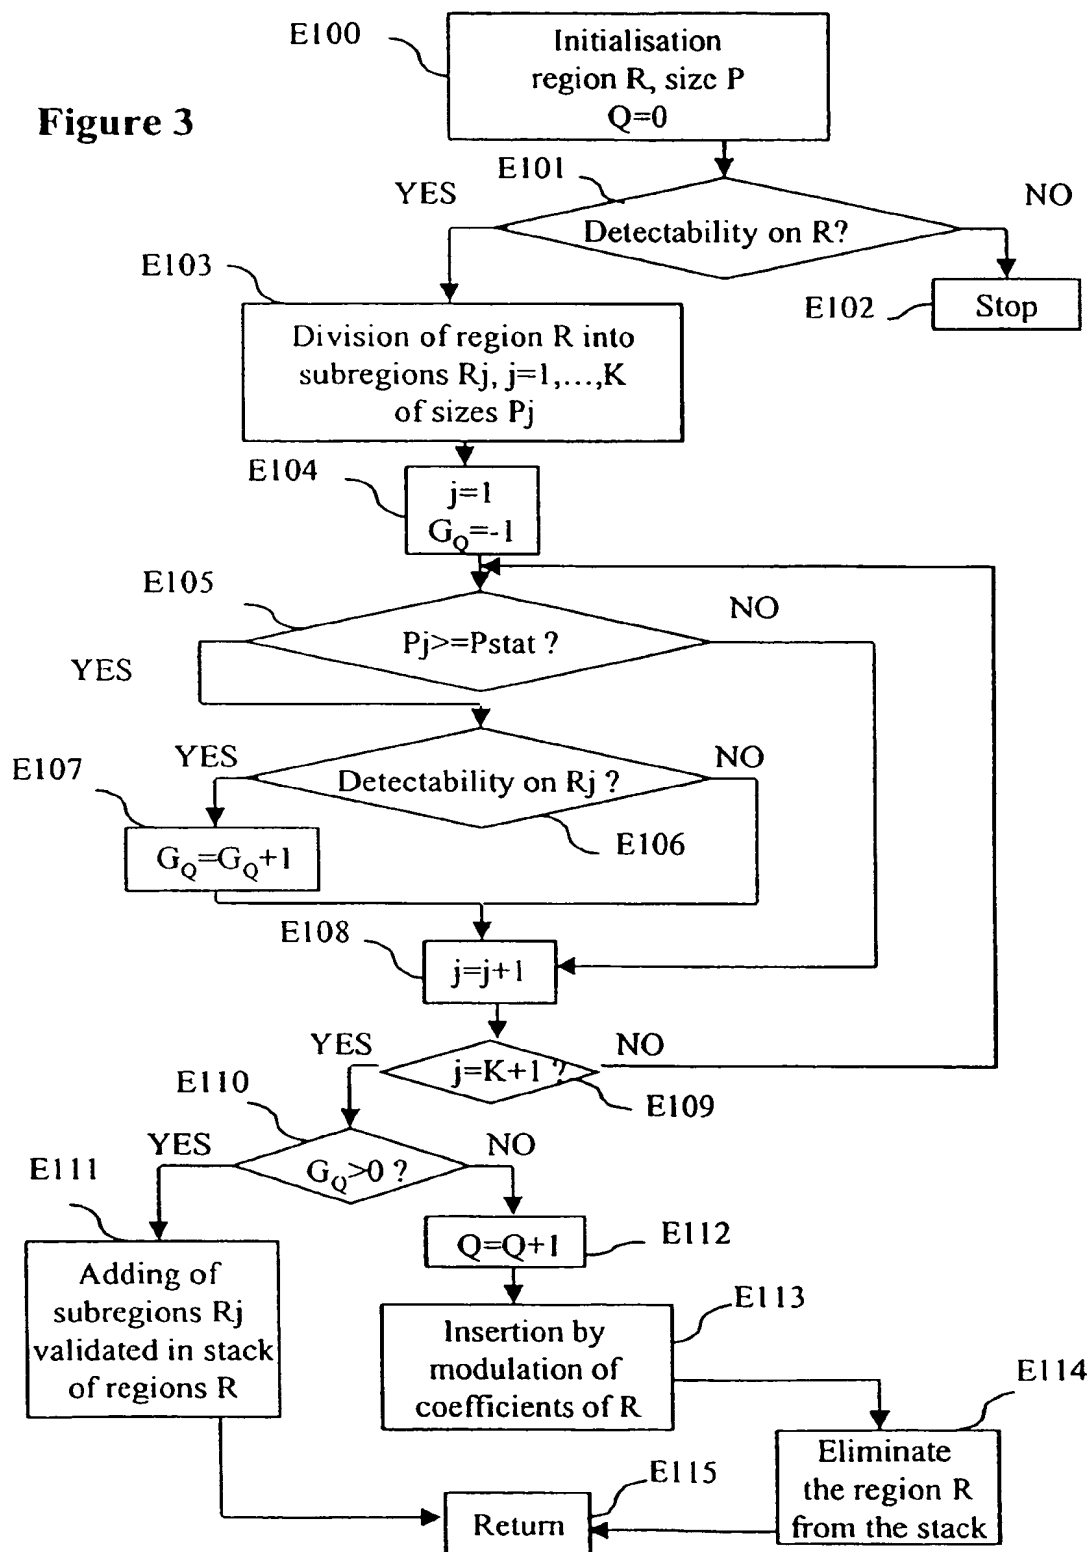 E100
Initialisation
region R, size P
Q=0
Figure 3
E101
YES
NO
Detectability on R?
E103
E102
Stop
Division of region R into
subregions Rj, j=1,...,K
of sizes Pj
E104
j=1
GQ=-1
E105
NO
Pj>=Pstat ?
YES
YES
NO
E107
Detectability on Rj ?
E106
GQ=GQ+1
E108
j=j+1
YES
NO
j=K+1 ?
E110
E109
YES
NO
GQ>0 ?
E111
Q=Q+1
E112
Adding of
subregions Rj
validated in stack
of regions R
E113
Insertion by
modulation of
coefficients of R
E114
Eliminate
the region R
from the stack
E115
Return